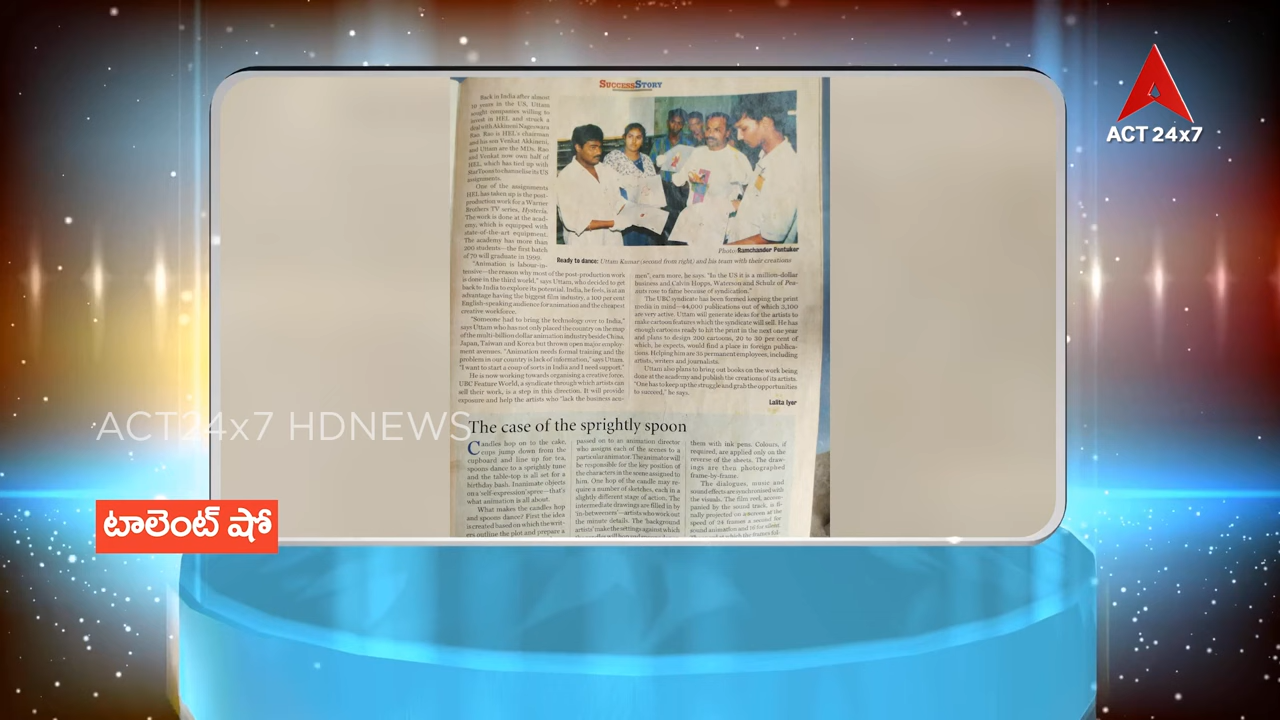 ACT 24x7
SUCCESSSTORY
Back in India after almost
10 years in the US, Uttam
sought companies willing to
invest in HEL and struck a
deal with Akkineni Nageswara
Rao. Rao is HEL's chairman
and his son Venkat Akkineni,
and Uttam are the MDs. Rao
and Venkat now own half of
HEL, which has tied up with
assignments.
One of the assignments
HEL has taken up is the post-
production work for a Warner
Brothers TV series, Hysteria.
The work is done at the acad-
emy, which is equipped with
state-of-the-art equipment.
The academy has more than
200 students—the first batch
of 70 will graduate in 1999.
"Animation is labour-in-
tensive—the reason why most of the post-production work
is done in the third world," says Uttam, who decided to get
back to India to explore its potential. India, he feels, is at an
advantage having the biggest film industry, a 100 per cent
English-speaking audience for animation and the cheapest
creative workforce.
"Someone had to bring the technology over to India,"
says Uttam who has not only placed the country on the map
of the multi-billion dollar animation industry beside China,
Japan, Taiwan and Korea but thrown open major employ-
ment avenues. "Animation needs formal training and the
problem in our country is lack of information," says Uttam.
"I want to start a coup of sorts in India and I need support."
He is now working towards organising a creative force.
UBC Feature World, a syndicate through which artists can
sell their work, is a step in this direction. It will provide
exposure and help the artists who "lack the business acu-
Photo: Ramchander Pentuker
Ready to dance: Uttam Kumar (second from right) and his team with their creations
men", earn more, he says. "In the US it is a million-dollar
business and Calvin Hopps, Waterson and Schulz of Pea-
nuts rose to fame because of syndication."
The UBC syndicate has been formed keeping the print
media in mind—44,000 publications out of which 3,300
are very active. Uttam will generate ideas for the artists to
make cartoon features which the syndicate will sell. He has
enough cartoons ready to hit the print in the next one year
and plans to design 200 cartoons, 20 to 30 per cent of
which, he expects, would find a place in foreign publica-
tions. Helping him are 35 permanent employees, including
artists, writers and journalists.
Uttam also plans to bring out books on the work being
done at the academy and publish the creations of its artists.
"One has to keep up the struggle and grab the opportunities
to succeed," he says.
Lalita Iyer
ACT24x7 HDNEWS
The case of the sprightly spoon
Candles hop on to the cake,
cups jump down from the
cupboard and line up for tea,
spoons dance to a sprightly tune
and the table-top is all set for a
birthday bash. Inanimate objects
on a 'self-expression' spree—that's
what animation is all about.
What makes the candles hop
and spoons dance? First the idea
is created based on which the writ-
ers outline the plot and prepare a
passed on to an animation director
who assigns each of the scenes to a
particular animator. The animator will
be responsible for the key position of
the characters in the scene assigned to
him. One hop of the candle may re-
quire a number of sketches, each in a
slightly different stage of action. The
intermediate drawings are filled in by
'in-betweeners'—artists who work out
the minute details. The 'background
artists' make the settings against which
them with ink pens. Colours, if
required, are applied only on the
reverse of the sheets. The draw-
ings are then photographed
frame-by-frame.
The dialogues, music and
sound effects are synchronised with
the visuals. The film reel, accom-
panied by the sound track, is fi-
nally projected on a screen at the
speed of 24 frames a second for
sound animation and 16 for silent.
టాలెంట్ షో